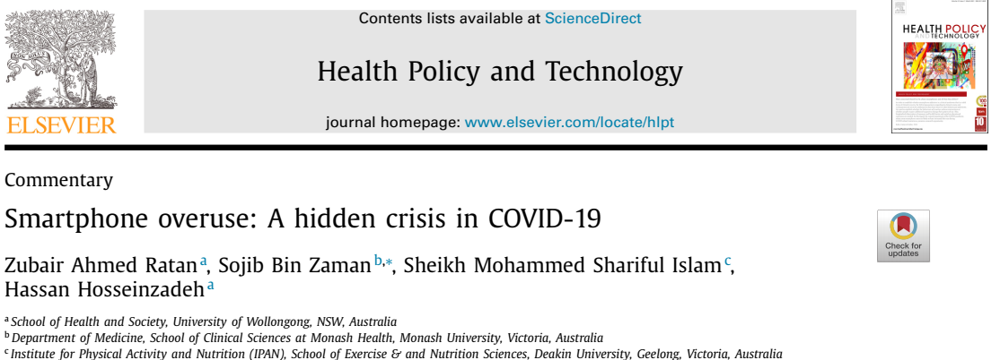 Contents lists available at ScienceDirect
HEALTH POLICY
AND TECHNOLOGY
Health Policy and Technology
ELSEVIER
journal homepage: www.elsevier.com/locate/hlpt
Commentary
Smartphone overuse: A hidden crisis in COVID-19
Check for
updates
Zubair Ahmed Ratan a, Sojib Bin Zaman b,*, Sheikh Mohammed Shariful Islam c,
Hassan Hosseinzadeh a
a School of Health and Society, University of Wollongong, NSW, Australia
b Department of Medicine, School of Clinical Sciences at Monash Health, Monash University, Victoria, Australia
c Institute for Physical Activity and Nutrition (IPAN), School of Exercise & and Nutrition Sciences, Deakin University, Geelong, Victoria, Australia